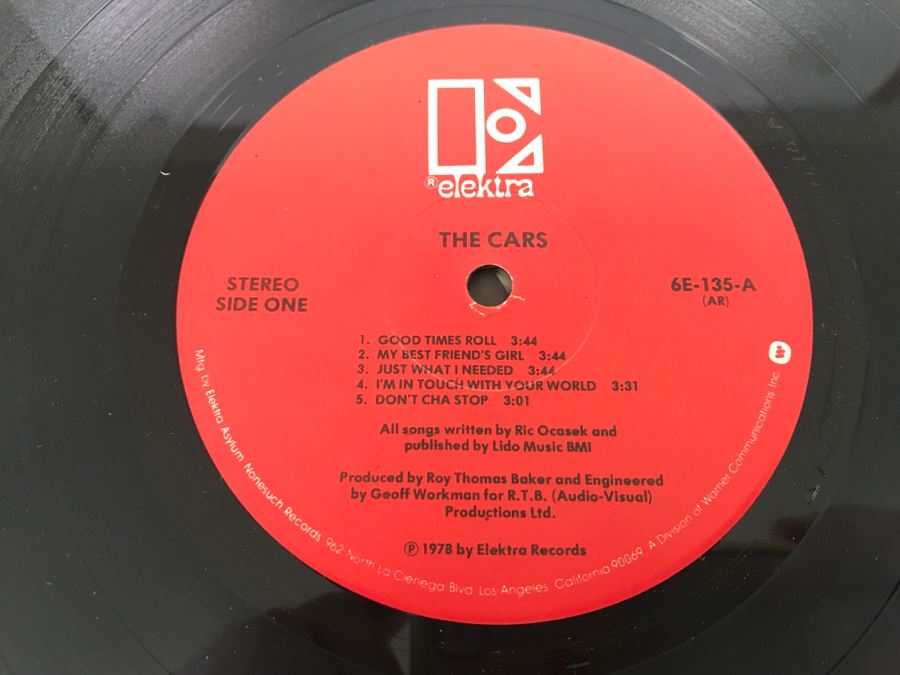 ® elektra
THE CARS
STEREO
SIDE ONE
6E-135-A
(AR)
1. GOOD TIMES ROLL 3:44
2. MY BEST FRIEND'S GIRL 3:44
3. JUST WHAT I NEEDED 3:44
4. I'M IN TOUCH WITH YOUR WORLD 3:31
5. DON'T CHA STOP 3:01
All songs written by Ric Ocasek and
published by Lido Music BMI
Produced by Roy Thomas Baker and Engineered
by Geoff Workman for R.T.B. (Audio-Visual)
Productions Ltd.
℗ 1978 by Elektra Records
Mfg by Elektra Asylum Nonesuch Records 962 North La Cienega Blvd Los Angeles California 90069 A Division of Warner Communications Inc